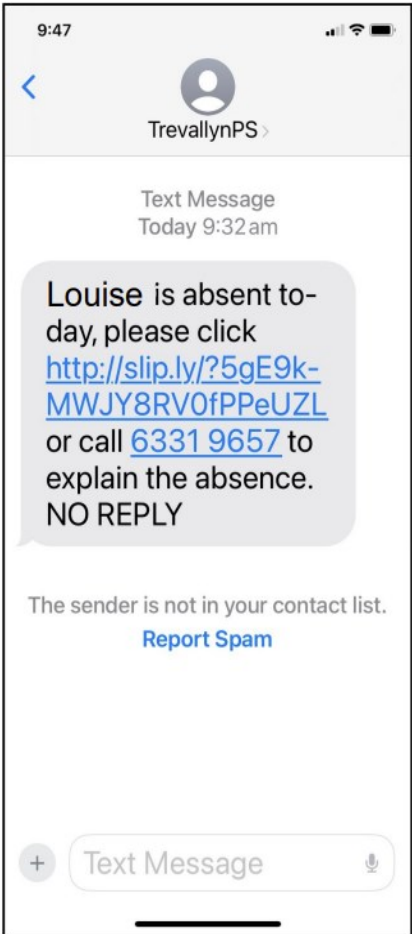 9:47
TrevallynPS
Text Message
Today 9:32 am
Louise is absent to-
day, please click
http://slip.ly/?5gE9k-
MWJY8RV0fPPeUZL
or call 6331 9657 to
explain the absence.
NO REPLY
The sender is not in your contact list.
Report Spam
Text Message